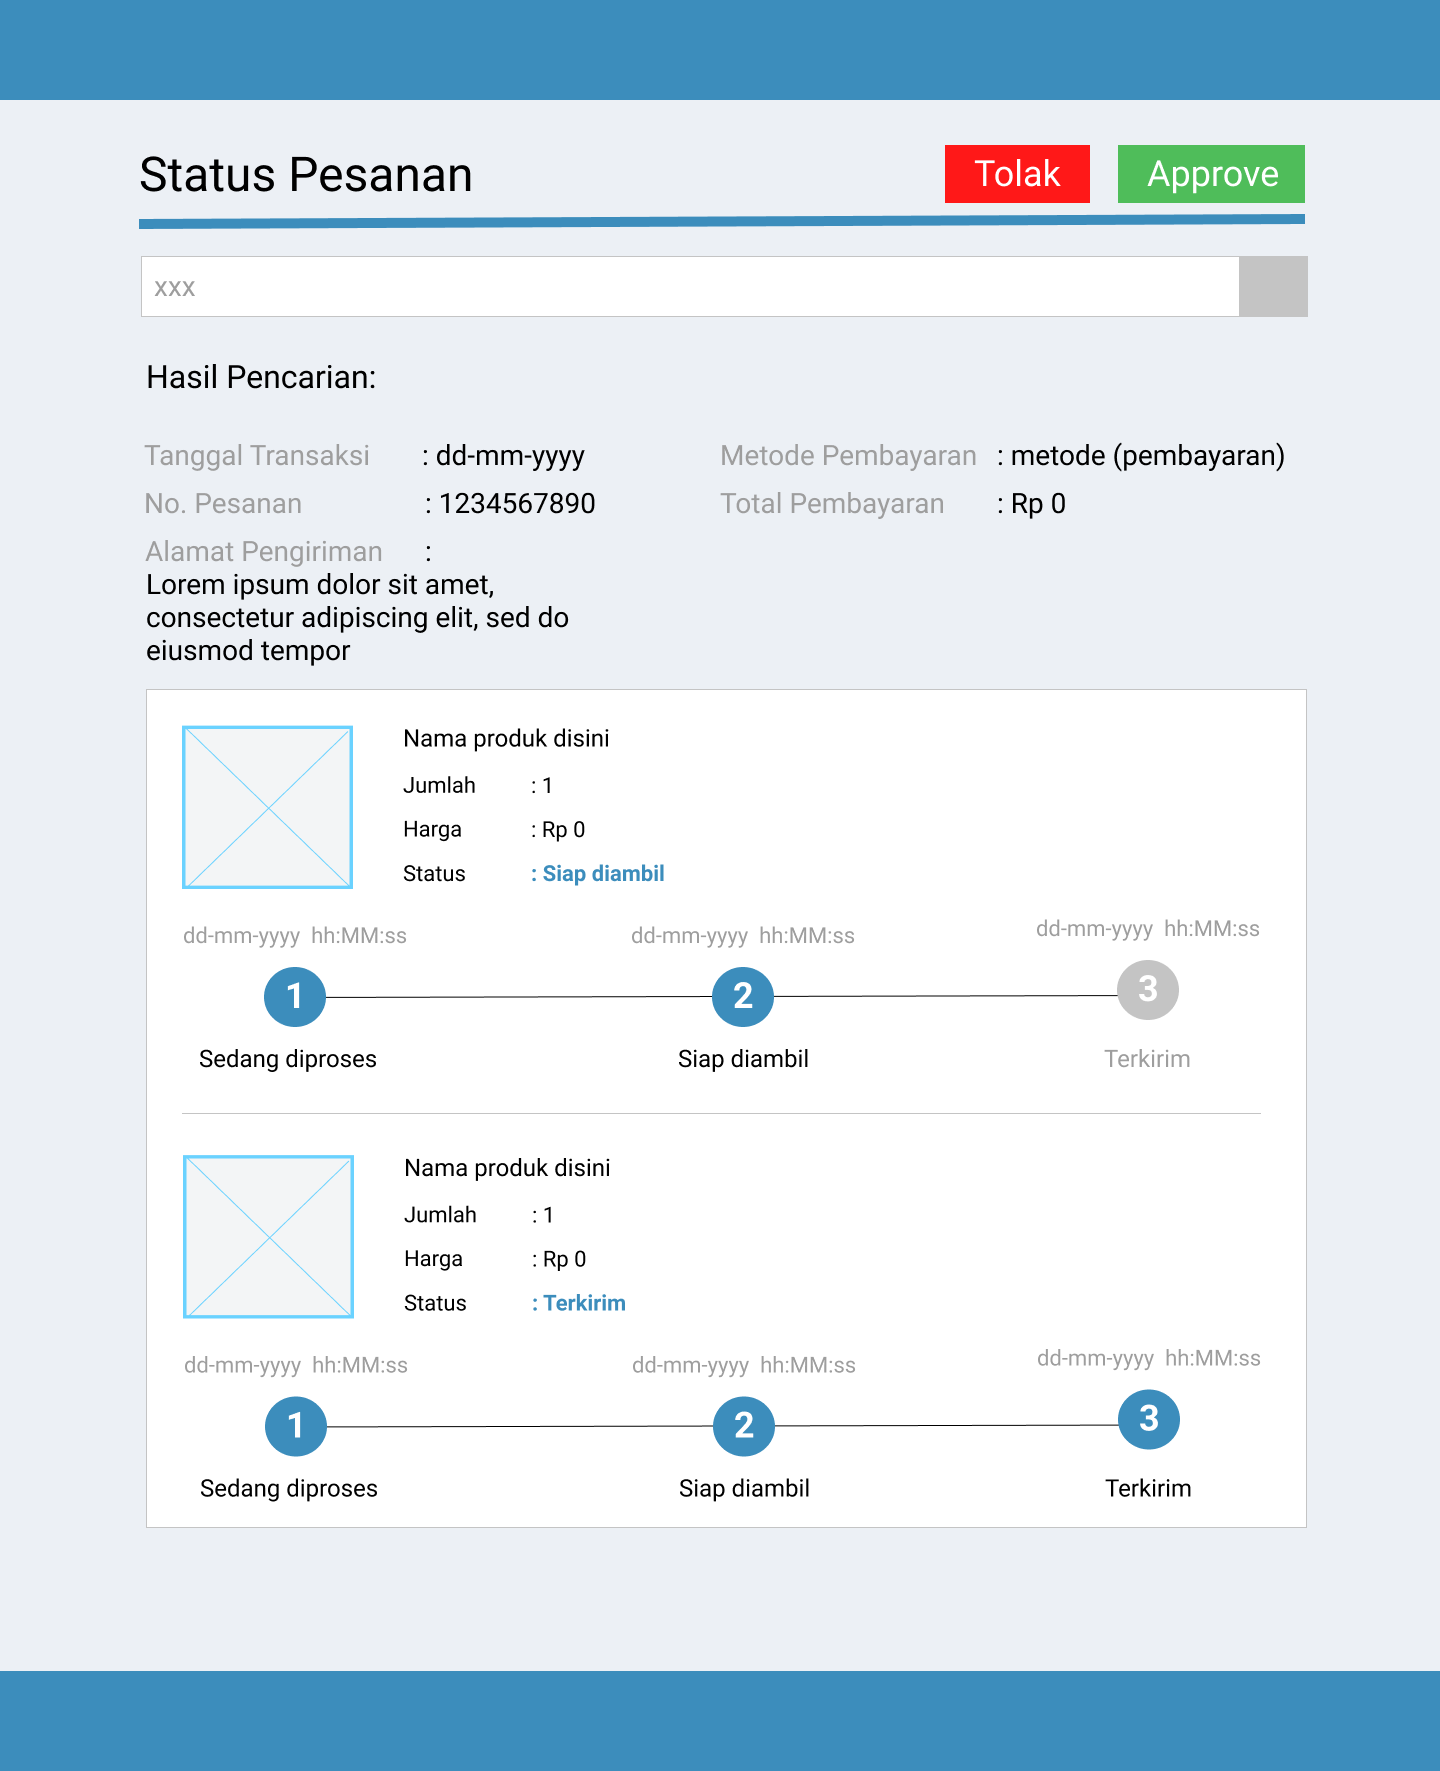 Status Pesanan
Tolak
Approve
xxx
Hasil Pencarian:
Tanggal Transaksi : dd-mm-yyyy
Metode Pembayaran : metode (pembayaran)
No. Pesanan : 1234567890
Total Pembayaran : Rp 0
Alamat Pengiriman :
Lorem ipsum dolor sit amet,
consectetur adipiscing elit, sed do
eiusmod tempor
Nama produk disini
Jumlah : 1
Harga : Rp 0
Status : Siap diambil
dd-mm-yyyy hh:MM:ss
dd-mm-yyyy hh:MM:ss
dd-mm-yyyy hh:MM:ss
1
2
3
Sedang diproses
Siap diambil
Terkirim
Nama produk disini
Jumlah : 1
Harga : Rp 0
Status : Terkirim
dd-mm-yyyy hh:MM:ss
dd-mm-yyyy hh:MM:ss
dd-mm-yyyy hh:MM:ss
1
2
3
Sedang diproses
Siap diambil
Terkirim